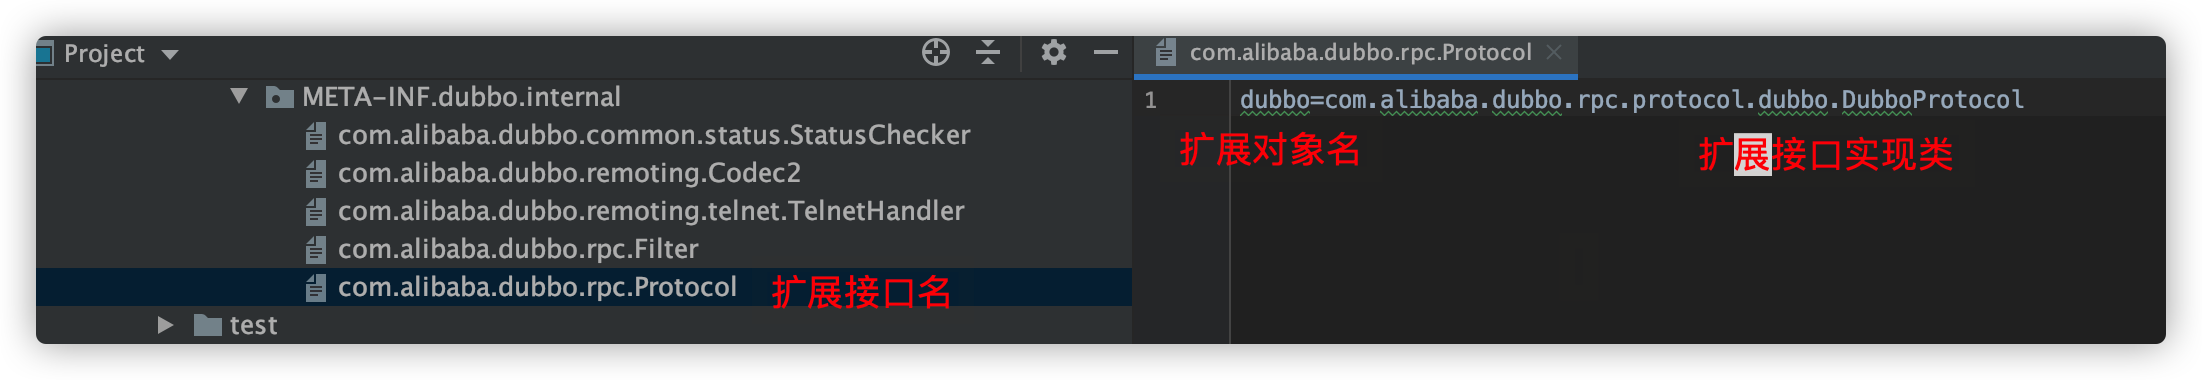 Project
META-INF.dubbo.internal
com.alibaba.dubbo.common.status.StatusChecker
com.alibaba.dubbo.remoting.Codec2
com.alibaba.dubbo.remoting.telnet.TelnetHandler
com.alibaba.dubbo.rpc.Filter
com.alibaba.dubbo.rpc.Protocol 扩展接口名
test
com.alibaba.dubbo.rpc.Protocol
1 dubbo=com.alibaba.dubbo.rpc.protocol.dubbo.DubboProtocol
扩展对象名 扩展接口实现类